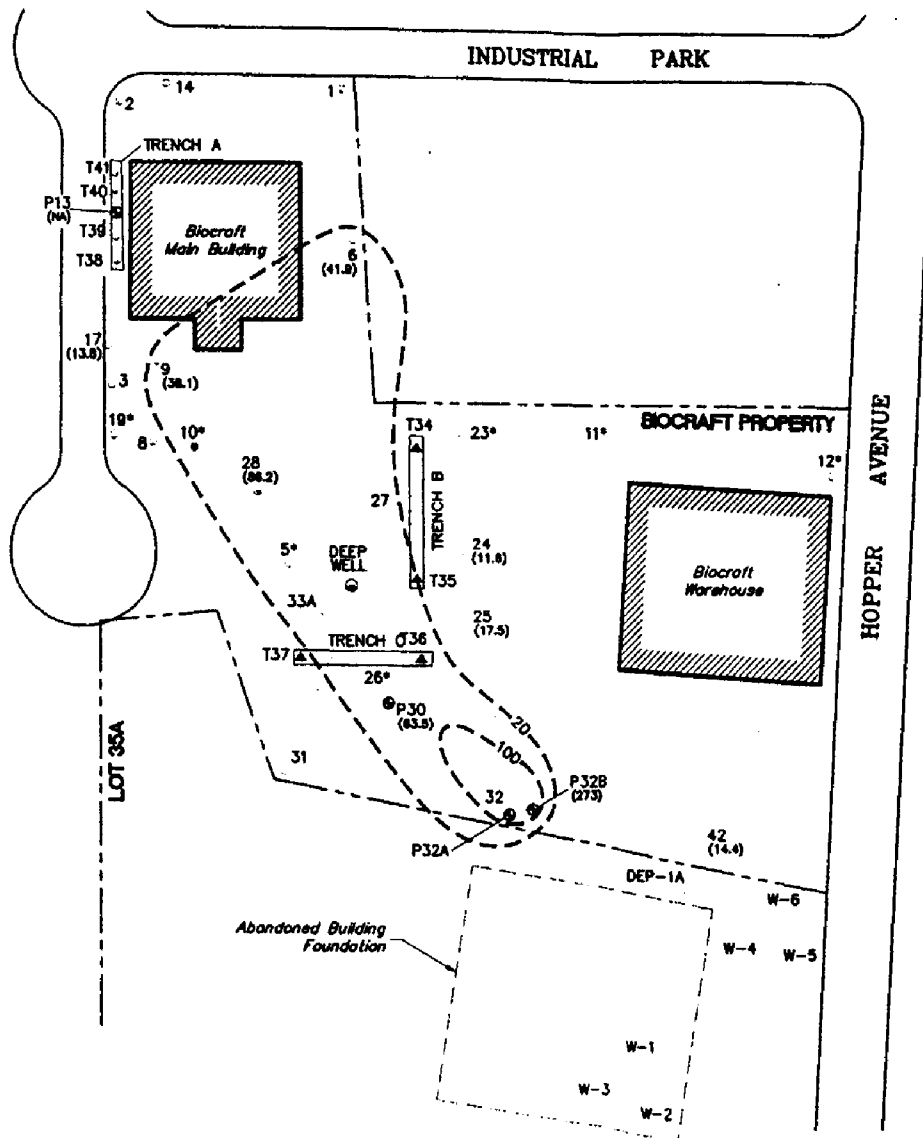 INDUSTRIAL PARK
14
2
1
TRENCH A
T41
T40
P13
(NA)
T39
T38
Biocraft
Main Building
6
(41.9)
17
(13.8)
3
9
(38.1)
19*
8
10*
28
(86.2)
T34
23*
11*
BIOCRAFT PROPERTY
12*
HOPPER AVENUE
27
TRENCH B
5*
DEEP
WELL
24
(11.6)
T35
Biocraft
Warehouse
33A
25
(17.5)
TRENCH C
T36
T37
26*
P30
(63.5)
20
100
LOT 35A
31
32
P32B
(273)
P32A
42
(14.4)
DEP-1A
W-6
Abandoned Building
Foundation
W-4
W-5
W-1
W-3
W-2